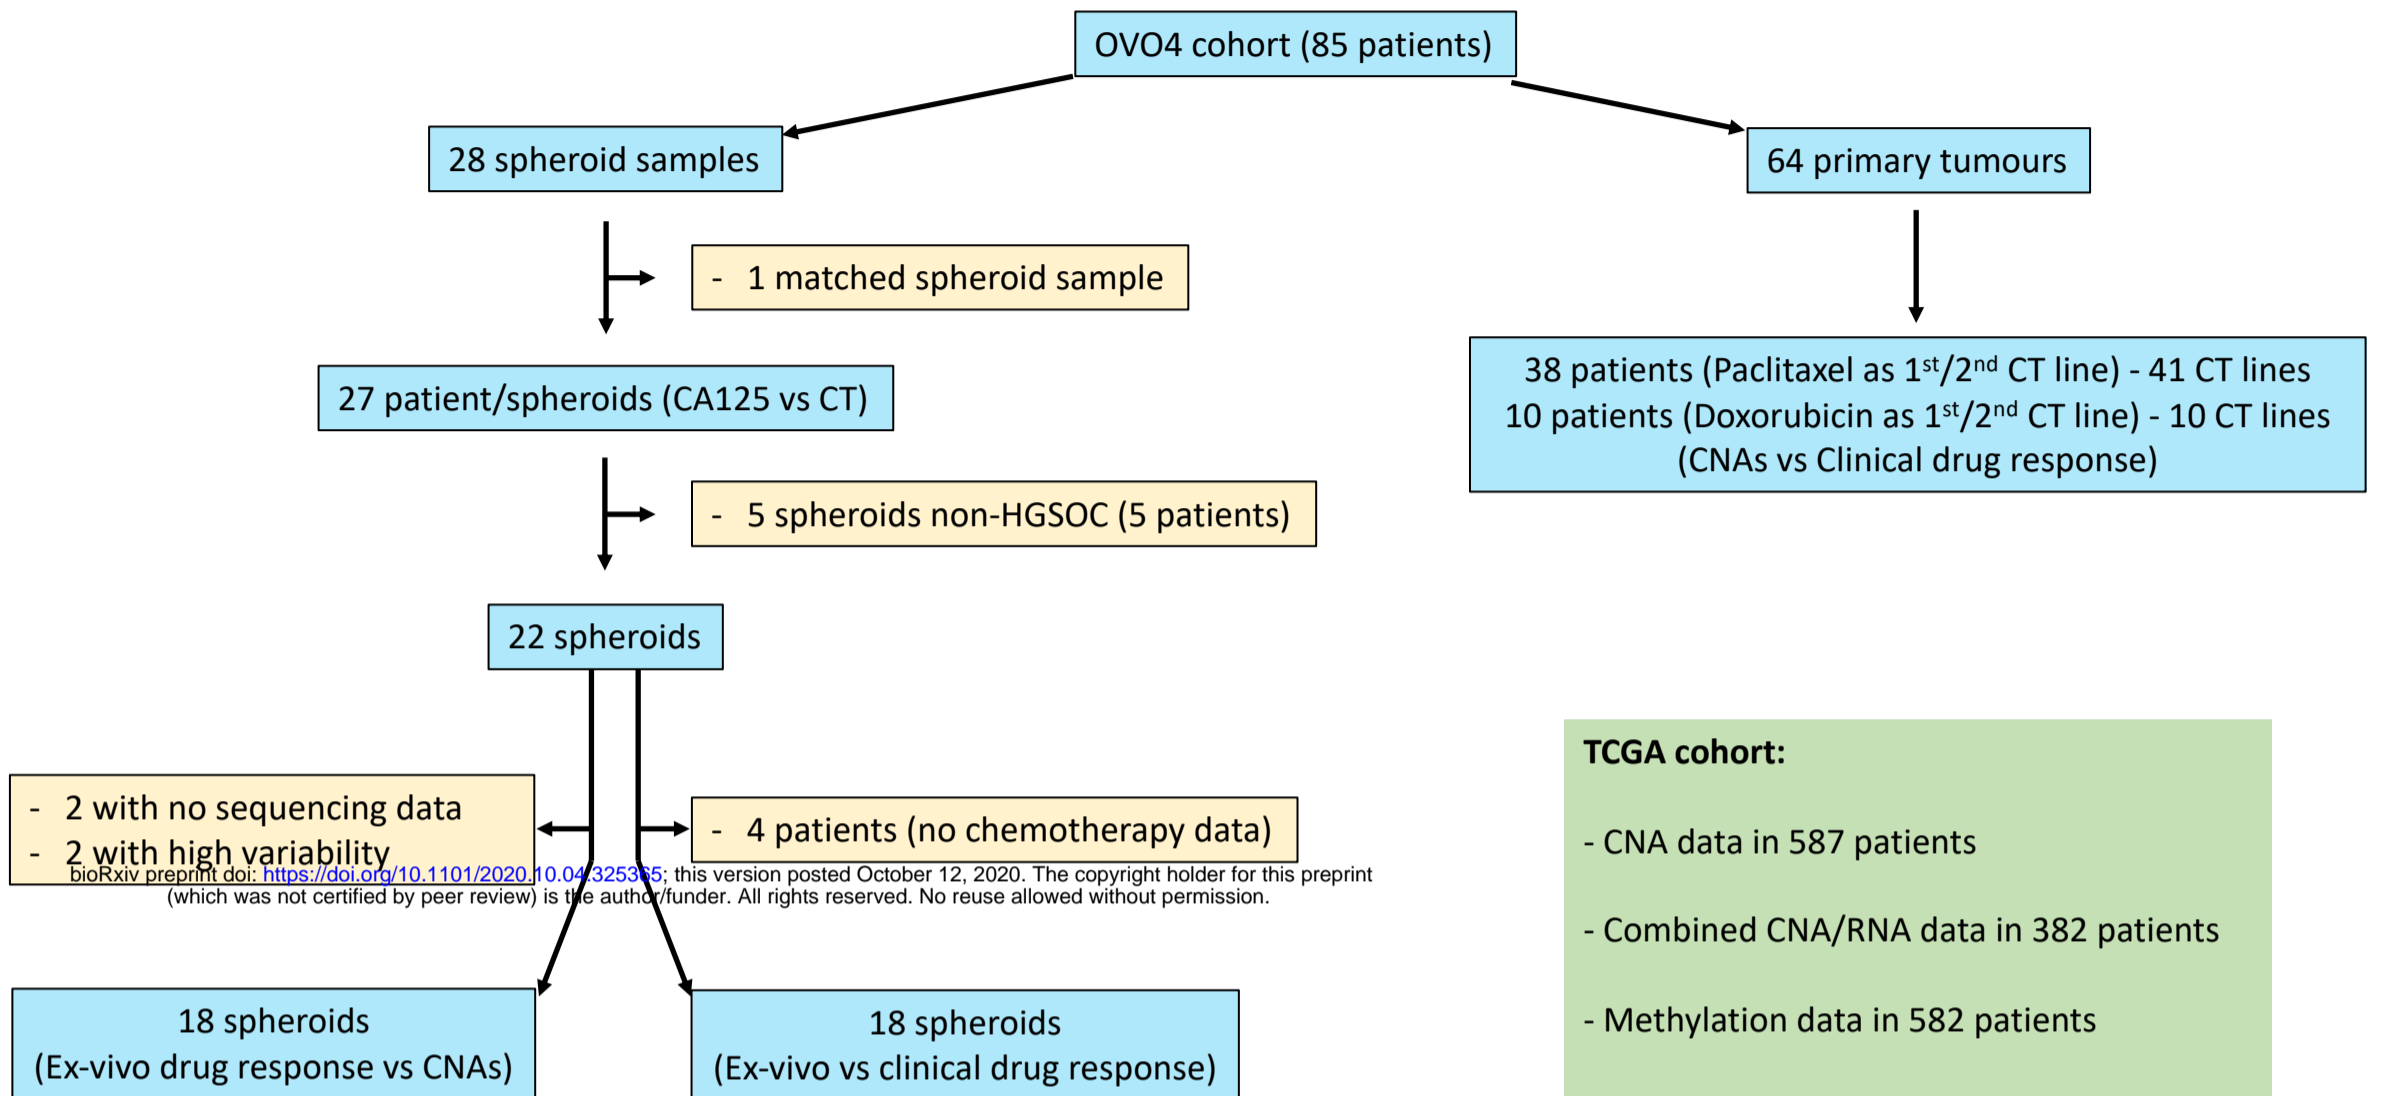 OVO4 cohort (85 patients)
28 spheroid samples
64 primary tumours
- 1 matched spheroid sample
27 patient/spheroids (CA125 vs CT)
38 patients (Paclitaxel as 1st/2nd CT line) - 41 CT lines
10 patients (Doxorubicin as 1st/2nd CT line) - 10 CT lines
(CNAs vs Clinical drug response)
- 5 spheroids non-HGSOC (5 patients)
22 spheroids
- 2 with no sequencing data
- 2 with high variability
- 4 patients (no chemotherapy data)
bioRxiv preprint doi: https://doi.org/10.1101/2020.10.04.325365; this version posted October 12, 2020. The copyright holder for this preprint
(which was not certified by peer review) is the author/funder. All rights reserved. No reuse allowed without permission.
18 spheroids
(Ex-vivo drug response vs CNAs)
18 spheroids
(Ex-vivo vs clinical drug response)
TCGA cohort:
- CNA data in 587 patients
- Combined CNA/RNA data in 382 patients
- Methylation data in 582 patients